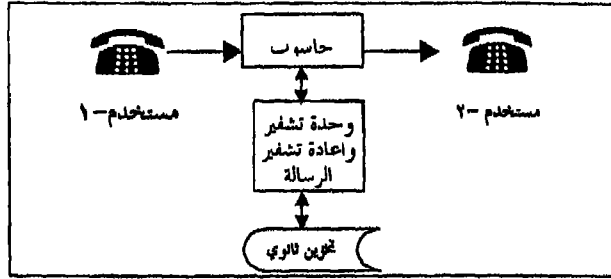 حاسوب
مستخدم -١
مستخدم -٢
وحدة تشفير
واعادة تشفير
الرسالة
تخزين ثانوي